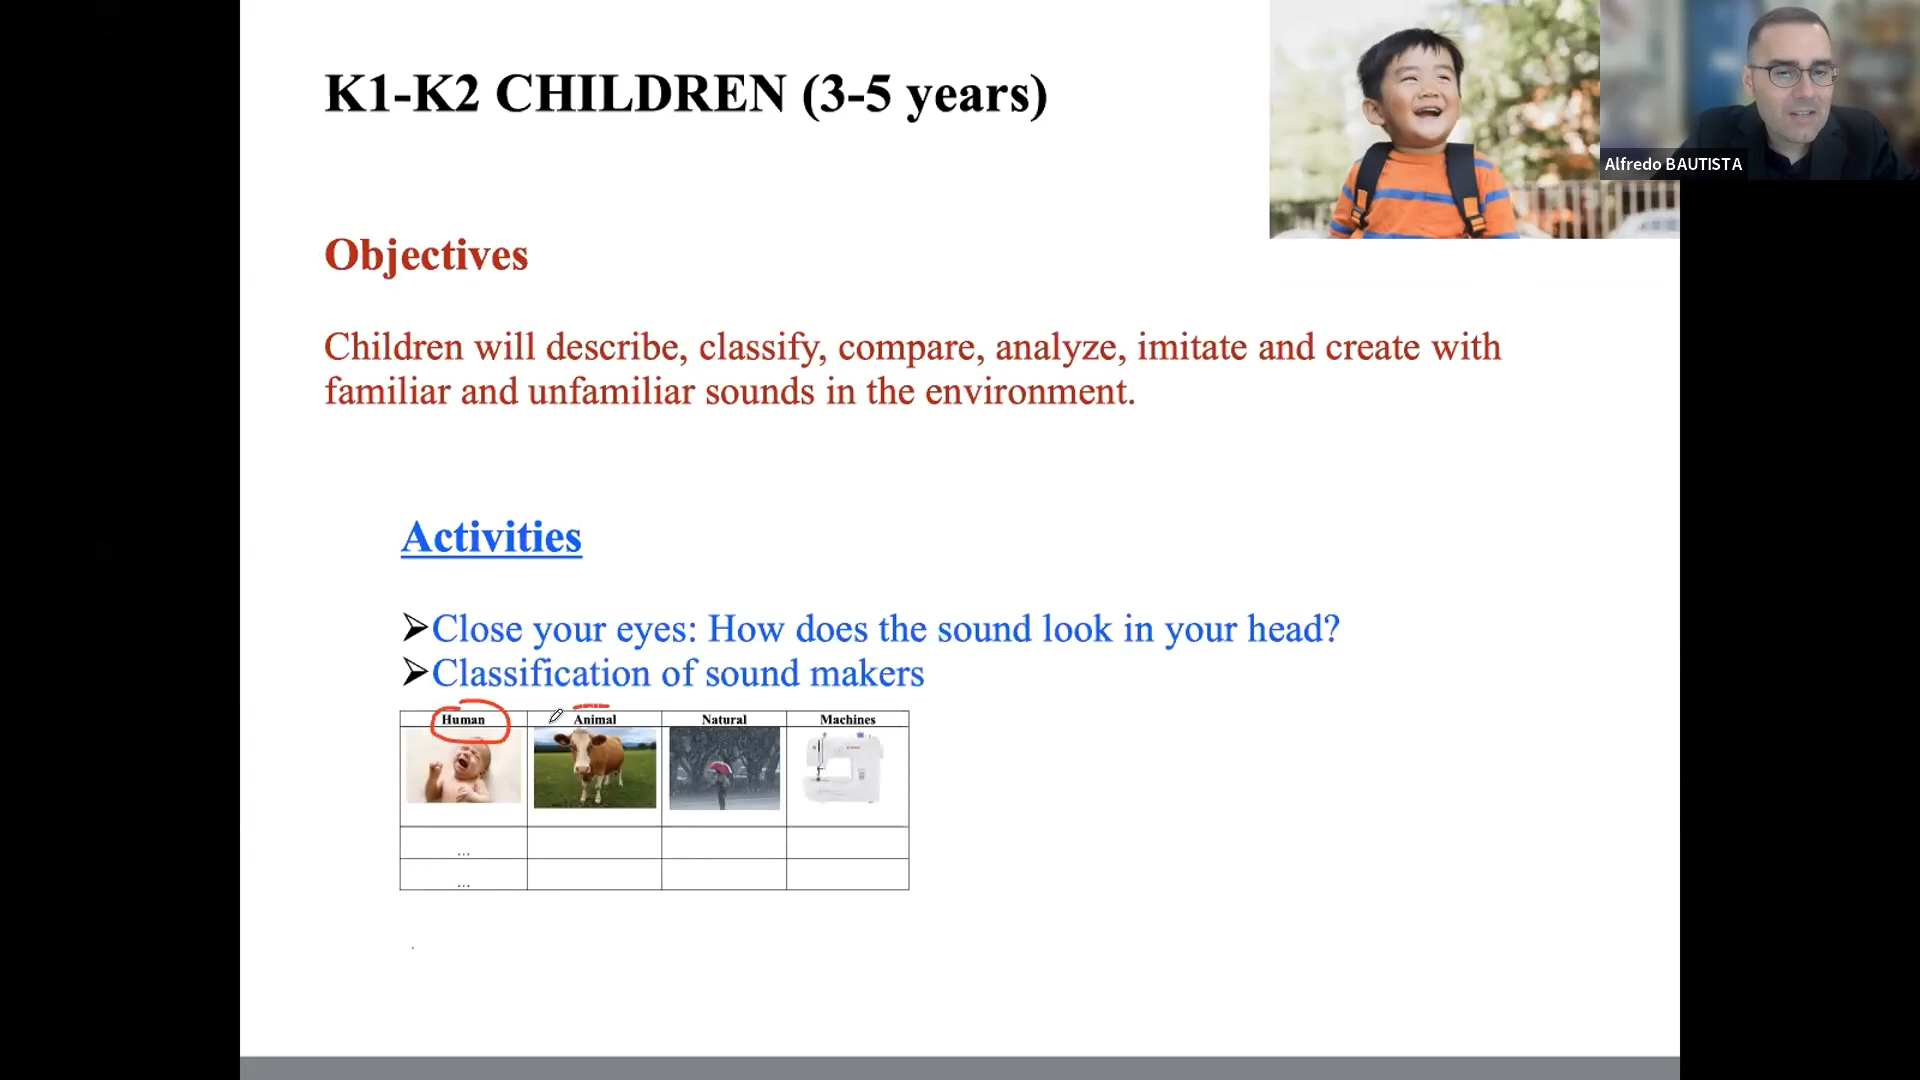 K1-K2 CHILDREN (3-5 years)
Alfredo BAUTISTA
Objectives
Children will describe, classify, compare, analyze, imitate and create with
familiar and unfamiliar sounds in the environment.
Activities
➢Close your eyes: How does the sound look in your head?
➢Classification of sound makers
Human Animal Natural Machines
...
...